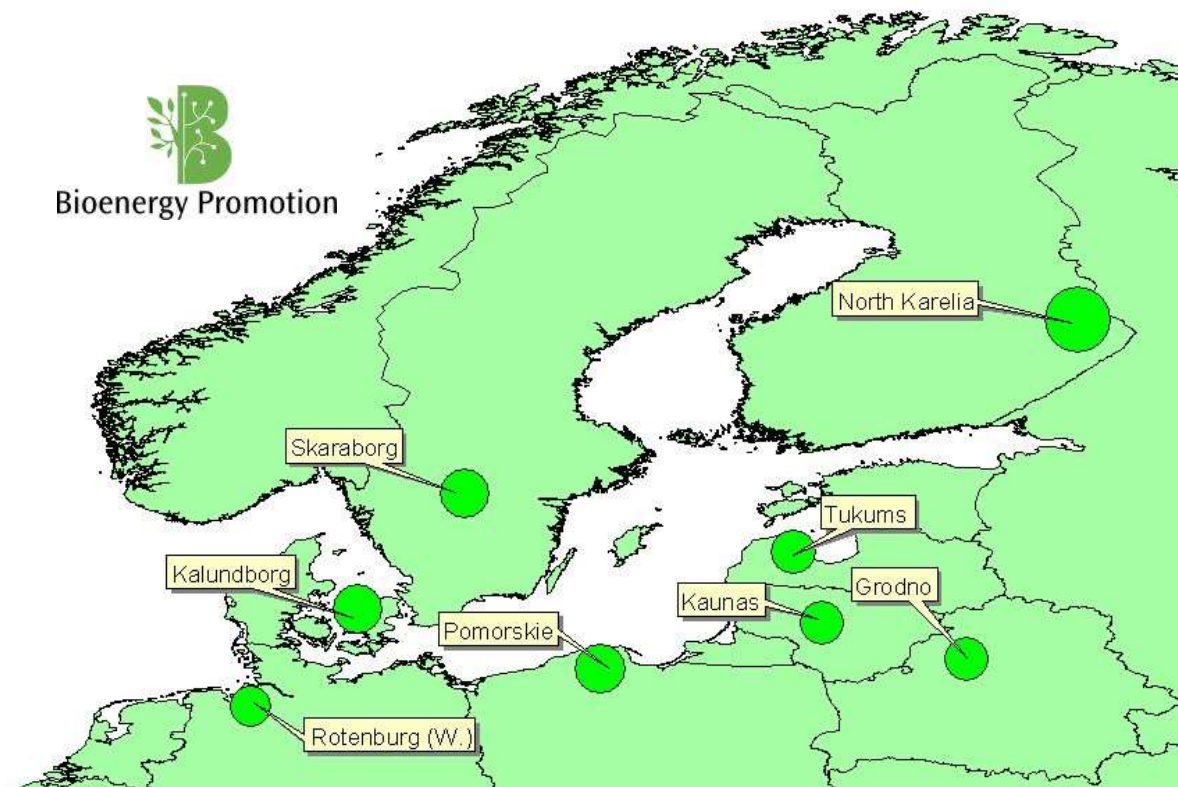 Bioenergy Promotion
North Karelia
Skaraborg
Tukums
Kalundborg
Grodno
Kaunas
Pomorskie
Rotenburg (W.)